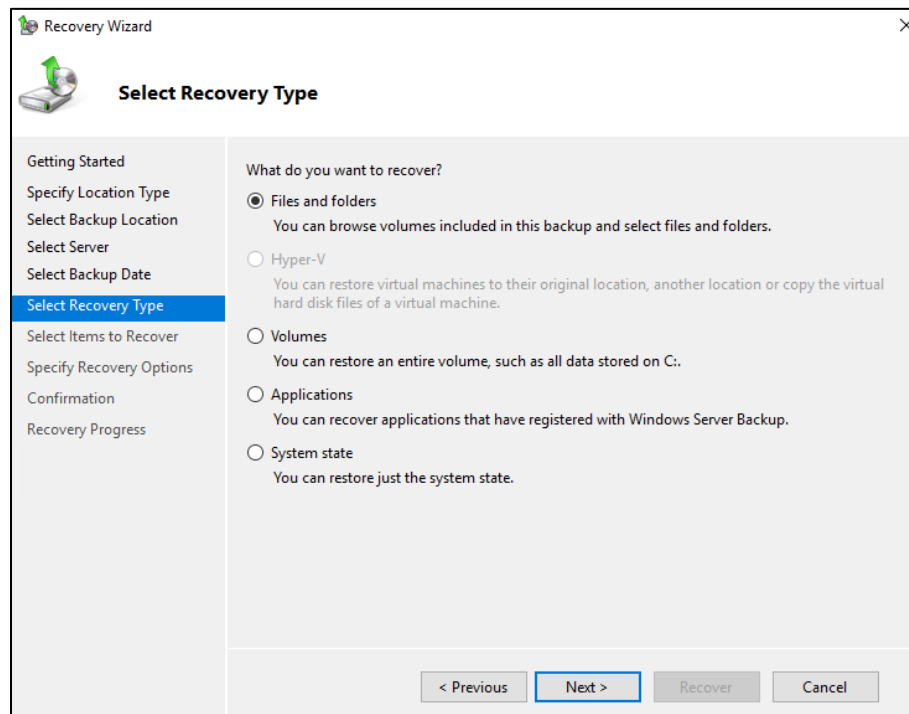 Recovery Wizard
Select Recovery Type
Getting Started
Specify Location Type
Select Backup Location
Select Server
Select Backup Date
Select Recovery Type
Select Items to Recover
Specify Recovery Options
Confirmation
Recovery Progress
What do you want to recover?
Files and folders
You can browse volumes included in this backup and select files and folders.
Hyper-V
You can restore virtual machines to their original location, another location or copy the virtual
hard disk files of a virtual machine.
Volumes
You can restore an entire volume, such as all data stored on C:.
Applications
You can recover applications that have registered with Windows Server Backup.
System state
You can restore just the system state.
< Previous
Next >
Recover
Cancel